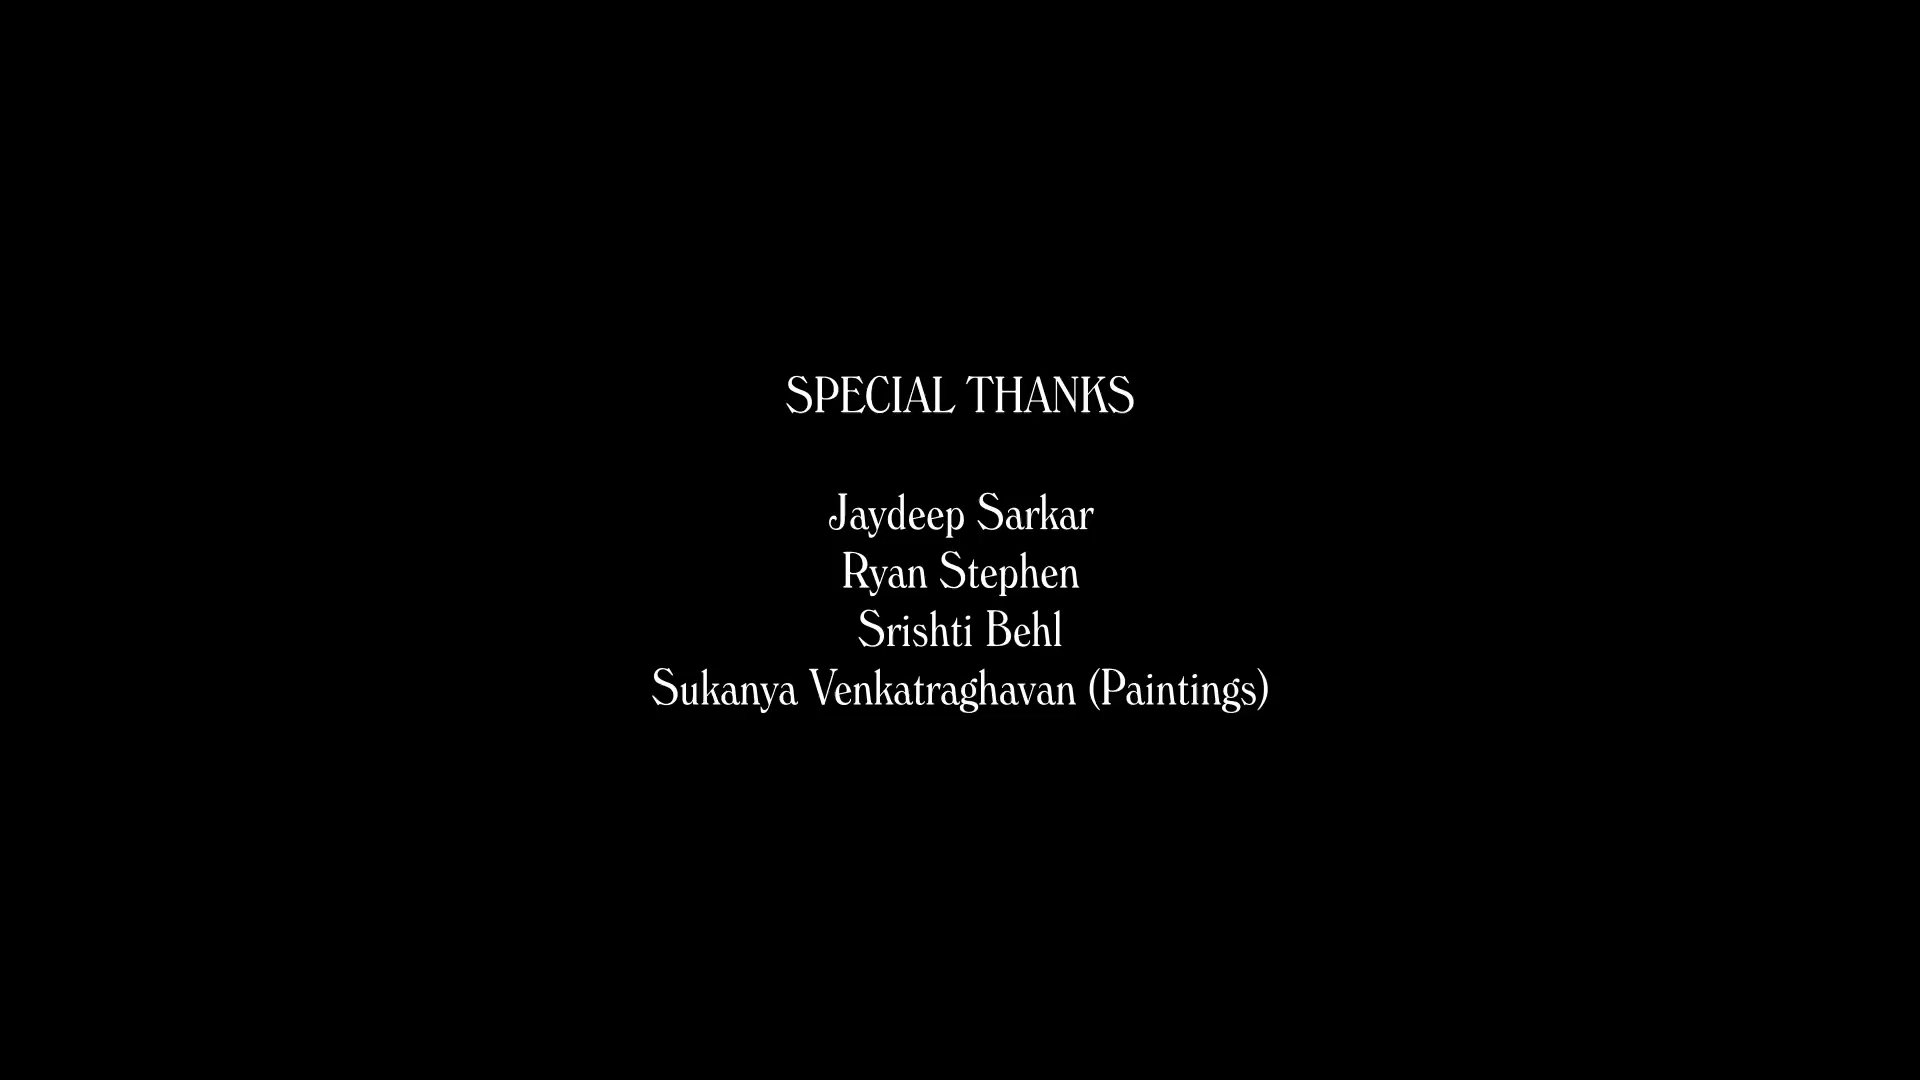 SPECIAL THANKS
Jaydeep Sarkar
Ryan Stephen
Srishti Behl
Sukanya Venkatraghavan (Paintings)